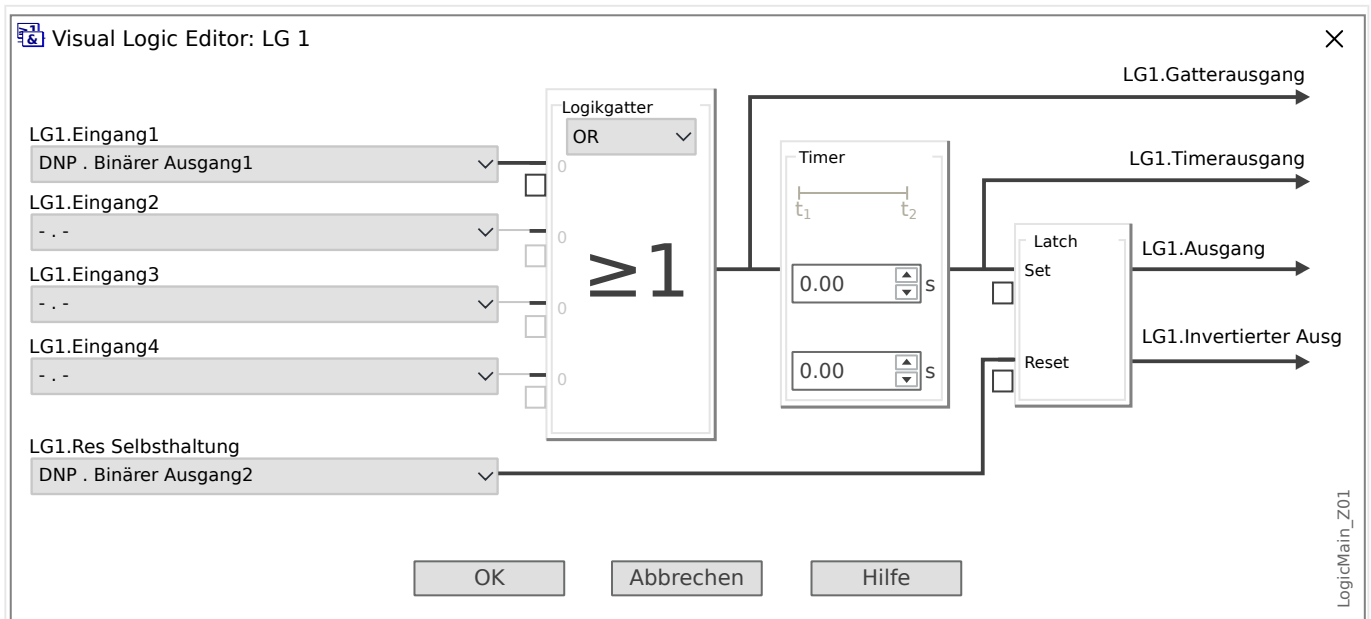 Visual Logic Editor: LG 1
LG1.Gatterausgang
Logikgatter
OR
LG1.Eingang1
DNP . Binärer Ausgang1
0
Timer
LG1.Timerausgang
t1 t2
LG1.Eingang2
- . -
0
≥1
Latch
LG1.Ausgang
Set
LG1.Eingang3
- . -
0
0.00 s
LG1.Invertierter Ausg
LG1.Eingang4
- . -
0
0.00 s
Reset
LG1.Res Selbsthaltung
DNP . Binärer Ausgang2
OK Abbrechen Hilfe
LogicMain_Z01